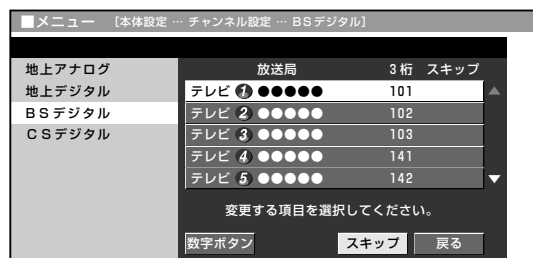 ■メニュー [本体設定 … チャンネル設定 … BSデジタル]
地上アナログ
地上デジタル
BSデジタル
CSデジタル
放送局 3桁 スキップ
テレビ 1 ●●●●● 101
テレビ 2 ●●●●● 102
テレビ 3 ●●●●● 103
テレビ 4 ●●●●● 141
テレビ 5 ●●●●● 142
変更する項目を選択してください。
数字ボタン スキップ 戻る